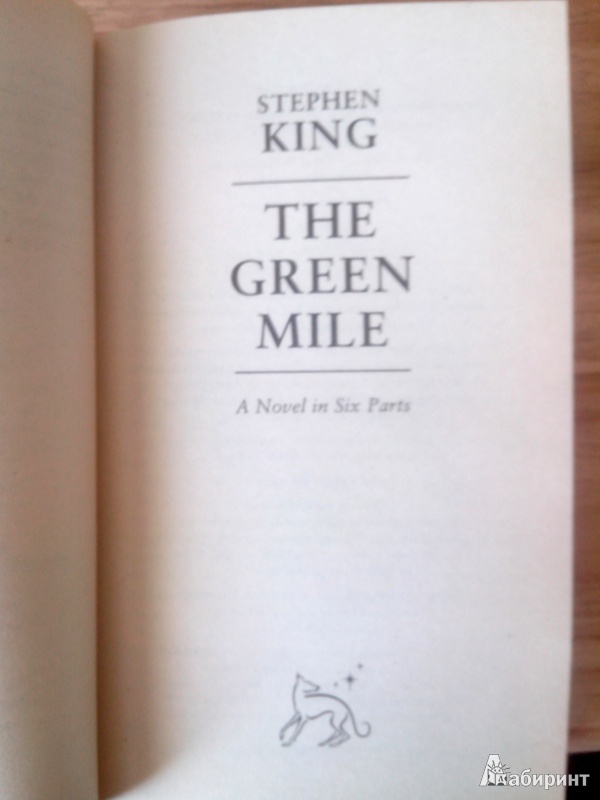 STEPHEN
KING
THE
GREEN
MILE
A Novel in Six Parts
Лабиринт